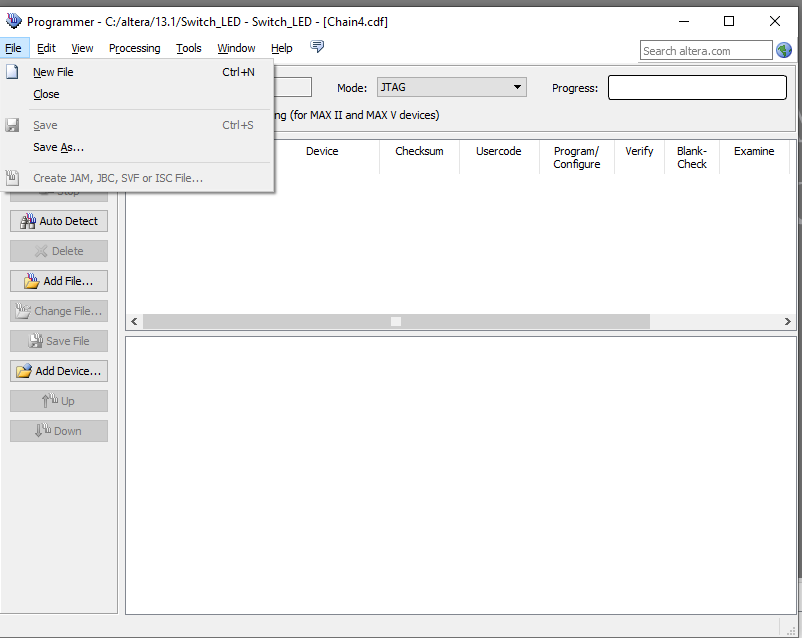 Programmer - C:/altera/13.1/Switch_LED - Switch_LED - [Chain4.cdf]
File Edit View Processing Tools Window Help
Search altera.com
New File Ctrl+N
Close
Save Ctrl+S
Save As...
Create JAM, JBC, SVF or ISC File...
Mode: JTAG Progress:
(for MAX II and MAX V devices)
Device Checksum Usercode Program/ Verify Blank- Examine
Configure Check
Stop
Auto Detect
Delete
Add File...
Change File...
Save File
Add Device...
Up
Down